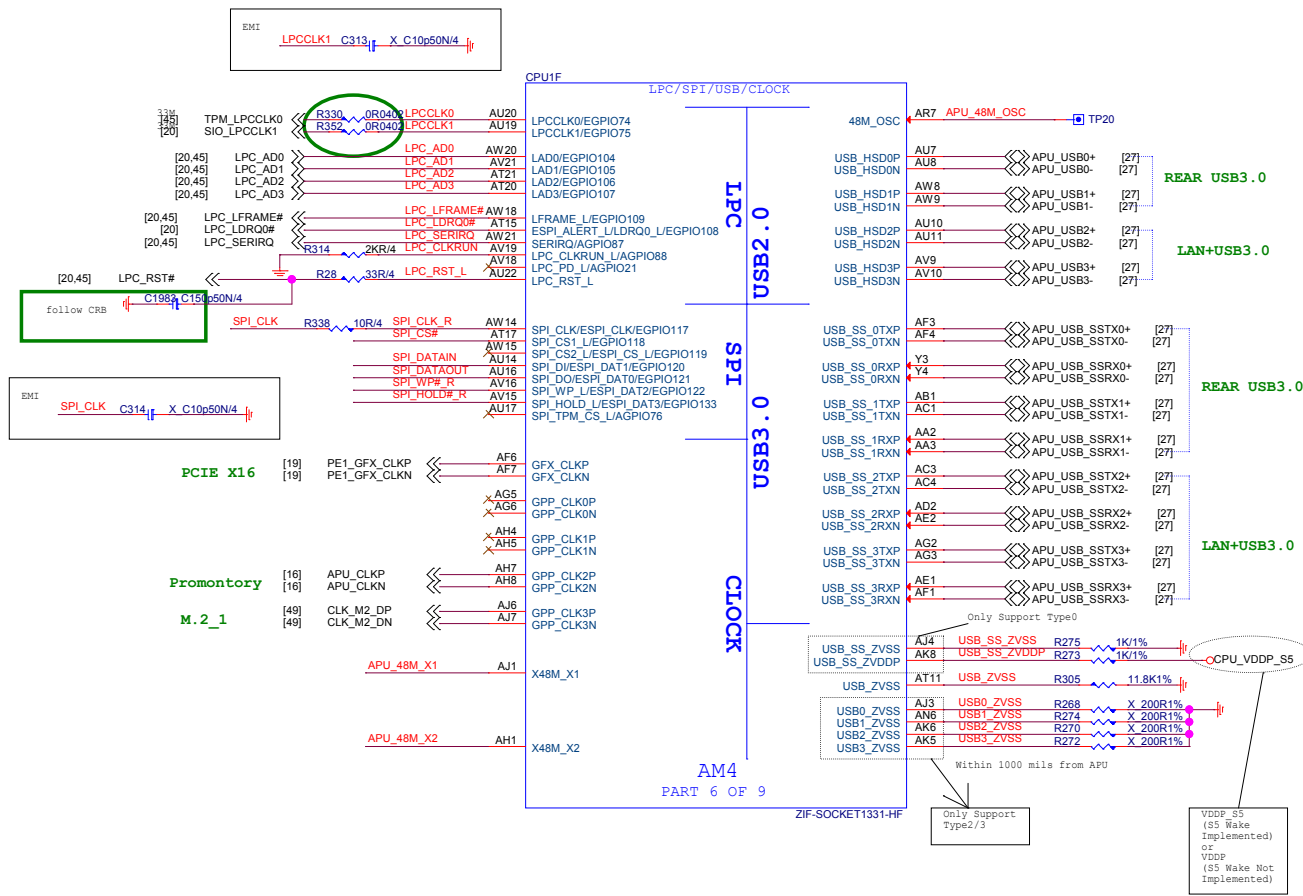 EMI
LPCCLK1 C313 X_C10p50N/4
CPU1F
LPC/SPI/USB/CLOCK
33M
[45] TPM_LPCCLK0 R330 0R0402 LPCCLK0 AU20 LPCCLK0/EGPIO74
[20] SIO_LPCCLK1 R352 0R0402 LPCCLK1 AU19 LPCCLK1/EGPIO75
[20,45] LPC_AD0 LPC_AD0 AW20 LAD0/EGPIO104
[20,45] LPC_AD1 LPC_AD1 AV21 LAD1/EGPIO105
[20,45] LPC_AD2 LPC_AD2 AT21 LAD2/EGPIO106
[20,45] LPC_AD3 LPC_AD3 AT20 LAD3/EGPIO107
[20,45] LPC_LFRAME# LPC_LFRAME# AW18 LFRAME_L/EGPIO109
[20] LPC_LDRQ0# LPC_LDRQ0# AT15 ESPI_ALERT_L/LDRQ0_L/EGPIO108
[20,45] LPC_SERIRQ LPC_SERIRQ AW21 SERIRQ/AGPIO87
R314 2KR/4 LPC_CLKRUN AV19 LPC_CLKRUN_L/AGPIO88
AV18 LPC_PD_L/AGPIO21
[20,45] LPC_RST# R28 33R/4 LPC_RST_L AU22 LPC_RST_L
follow CRB
C1983 C150p50N/4
SPI_CLK R338 10R/4 SPI_CLK_R AW14 SPI_CLK/ESPI_CLK/EGPIO117
SPI_CS# AT17 SPI_CS1_L/EGPIO118
AW15 SPI_CS2_L/ESPI_CS_L/EGPIO119
SPI_DATAIN AU14 SPI_DI/ESPI_DAT1/EGPIO120
SPI_DATAOUT AU16 SPI_DO/ESPI_DAT0/EGPIO121
SPI_WP#_R AV16 SPI_WP_L/ESPI_DAT2/EGPIO122
SPI_HOLD#_R AV15 SPI_HOLD_L/ESPI_DAT3/EGPIO133
AU17 SPI_TPM_CS_L/AGPIO76
EMI
SPI_CLK C314 X_C10p50N/4
PCIE X16
[19] PE1_GFX_CLKP AF6 GFX_CLKP
[19] PE1_GFX_CLKN AF7 GFX_CLKN
AG5 GPP_CLK0P
AG6 GPP_CLK0N
AH4 GPP_CLK1P
AH5 GPP_CLK1N
Promontory
[16] APU_CLKP AH7 GPP_CLK2P
[16] APU_CLKN AH8 GPP_CLK2N
M.2_1
[49] CLK_M2_DP AJ6 GPP_CLK3P
[49] CLK_M2_DN AJ7 GPP_CLK3N
APU_48M_X1 AJ1 X48M_X1
APU_48M_X2 AH1 X48M_X2
LPC
USB2.0
SPI
USB3.0
CLOCK
AM4
PART 6 OF 9
ZIF-SOCKET1331-HF
48M_OSC AR7 APU_48M_OSC TP20
USB_HSD0P AU7 APU_USB0+ [27]
USB_HSD0N AU8 APU_USB0- [27]
USB_HSD1P AW8 APU_USB1+ [27]
USB_HSD1N AW9 APU_USB1- [27]
REAR USB3.0
USB_HSD2P AU10 APU_USB2+ [27]
USB_HSD2N AU11 APU_USB2- [27]
USB_HSD3P AV9 APU_USB3+ [27]
USB_HSD3N AV10 APU_USB3- [27]
LAN+USB3.0
USB_SS_0TXP AF3 APU_USB_SSTX0+ [27]
USB_SS_0TXN AF4 APU_USB_SSTX0- [27]
USB_SS_0RXP Y3 APU_USB_SSRX0+ [27]
USB_SS_0RXN Y4 APU_USB_SSRX0- [27]
USB_SS_1TXP AB1 APU_USB_SSTX1+ [27]
USB_SS_1TXN AC1 APU_USB_SSTX1- [27]
USB_SS_1RXP AA2 APU_USB_SSRX1+ [27]
USB_SS_1RXN AA3 APU_USB_SSRX1- [27]
REAR USB3.0
USB_SS_2TXP AC3 APU_USB_SSTX2+ [27]
USB_SS_2TXN AC4 APU_USB_SSTX2- [27]
USB_SS_2RXP AD2 APU_USB_SSRX2+ [27]
USB_SS_2RXN AE2 APU_USB_SSRX2- [27]
USB_SS_3TXP AG2 APU_USB_SSTX3+ [27]
USB_SS_3TXN AG3 APU_USB_SSTX3- [27]
USB_SS_3RXP AE1 APU_USB_SSRX3+ [27]
USB_SS_3RXN AF1 APU_USB_SSRX3- [27]
LAN+USB3.0
Only Support Type0
USB_SS_ZVSS AJ4 USB_SS_ZVSS R275 1K/1%
USB_SS_ZVDDP AK8 USB_SS_ZVDDP R273 1K/1% CPU_VDDP_S5
USB_ZVSS AT11 USB_ZVSS R305 11.8K1%
USB0_ZVSS AJ3 USB0_ZVSS R268 X_200R1%
USB1_ZVSS AN6 USB1_ZVSS R274 X_200R1%
USB2_ZVSS AK6 USB2_ZVSS R270 X_200R1%
USB3_ZVSS AK5 USB3_ZVSS R272 X_200R1%
Within 1000 mils from APU
Only Support
Type2/3
VDDP_S5
(S5 Wake
Implemented)
or
VDDP
(S5 Wake Not
Implemented)